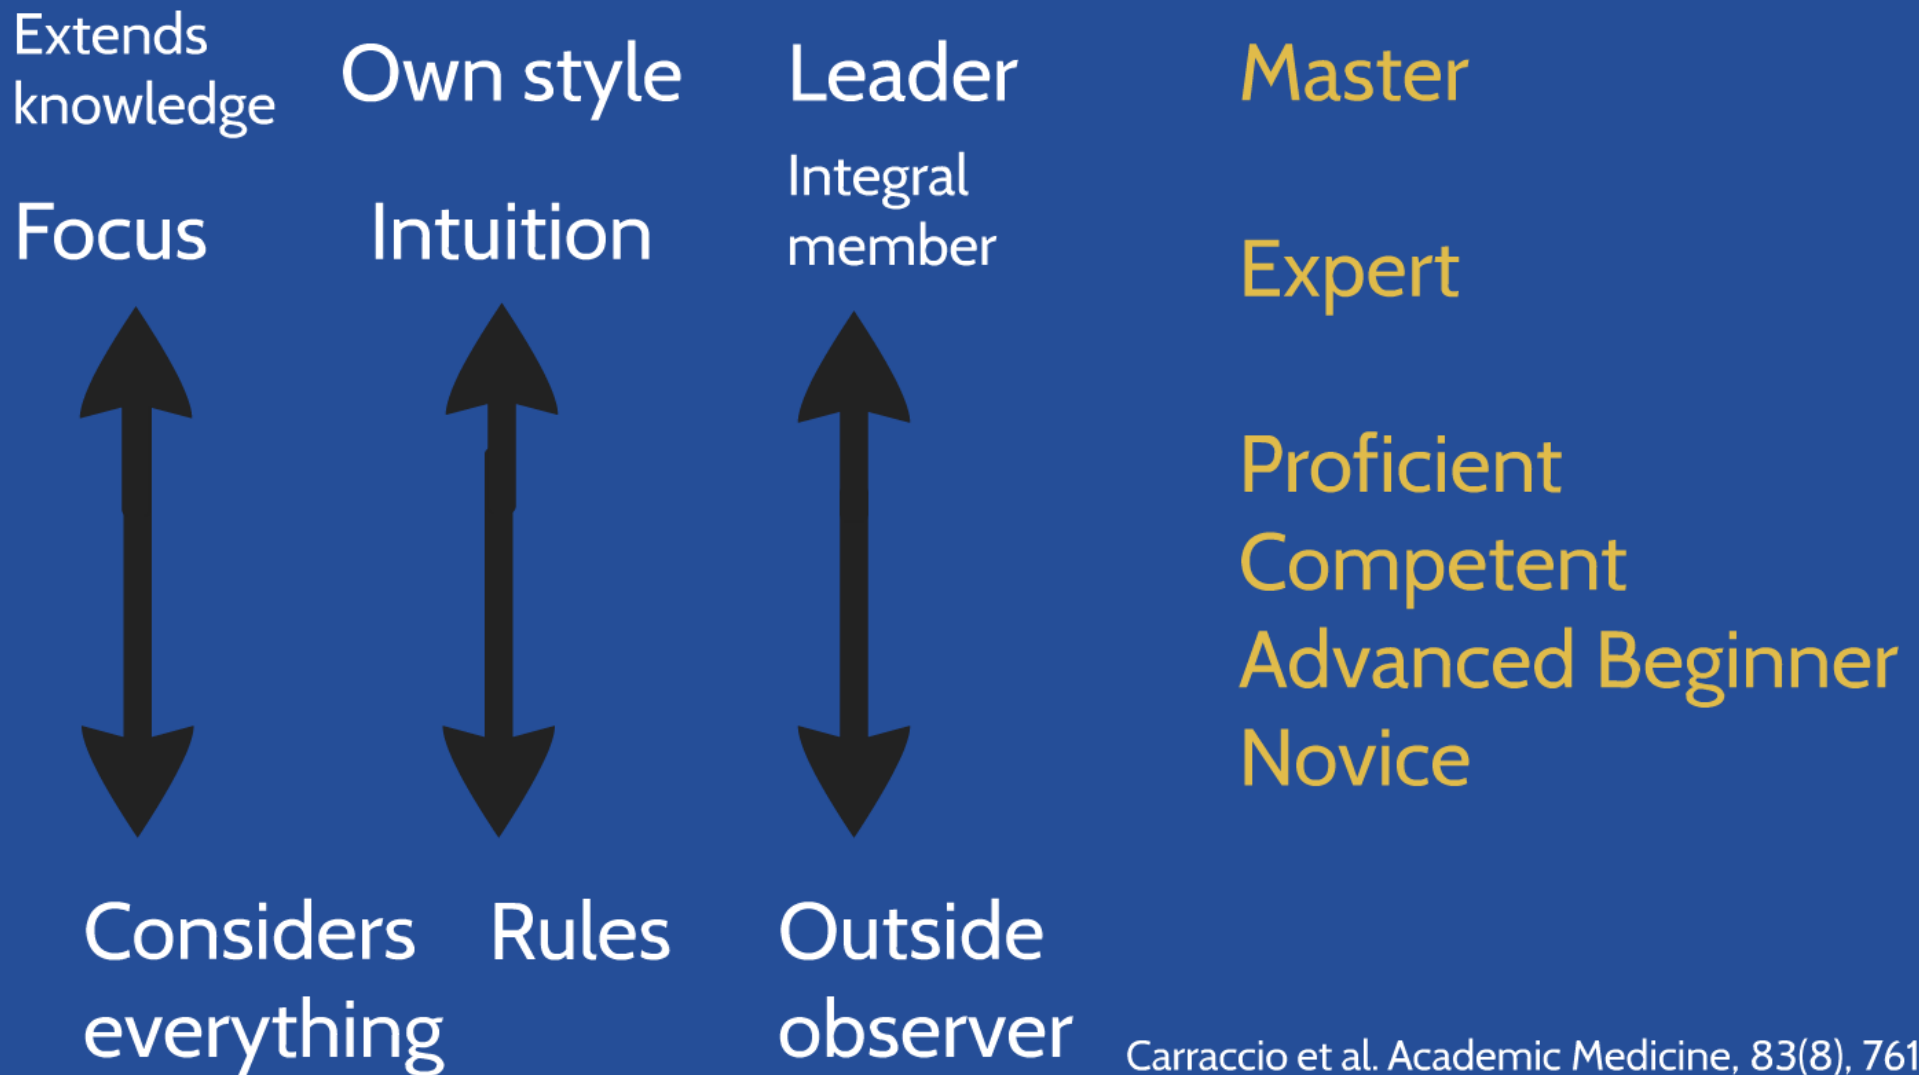 Extends
knowledge
Own style
Leader
Master
Focus
Intuition
Integral
member
Expert
Proficient
Competent
Advanced Beginner
Novice
Considers
everything
Rules
Outside
observer
Carraccio et al. Academic Medicine, 83(8), 761